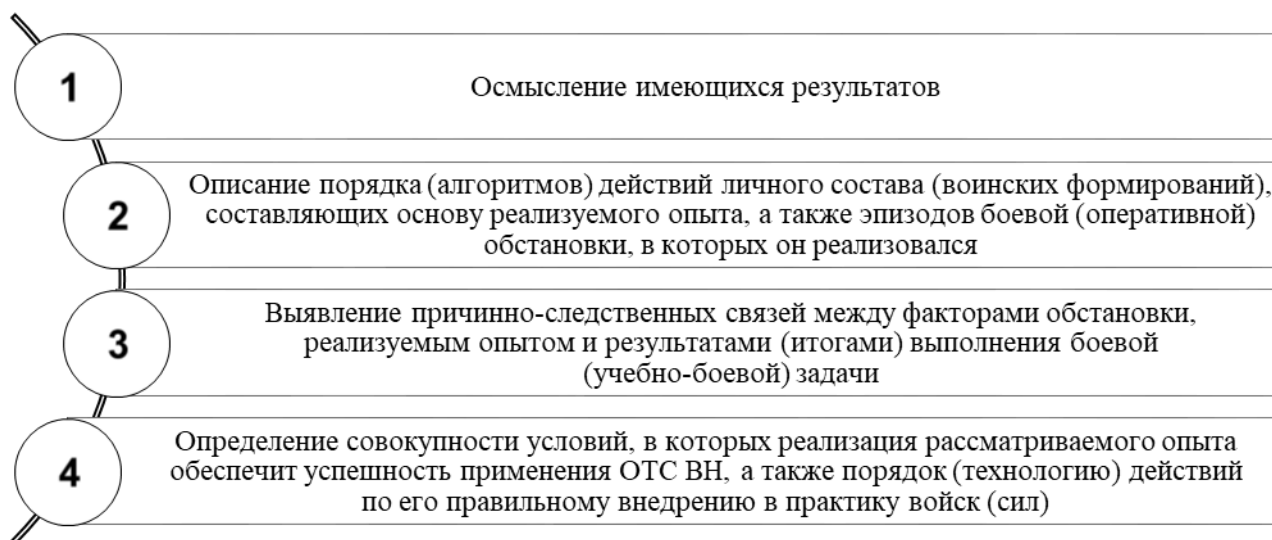 1
Осмысление имеющихся результатов
2
Описание порядка (алгоритмов) действий личного состава (воинских формирований),
составляющих основу реализуемого опыта, а также эпизодов боевой (оперативной)
обстановки, в которых он реализовался
3
Выявление причинно-следственных связей между факторами обстановки,
реализуемым опытом и результатами (итогами) выполнения боевой
(учебно-боевой) задачи
4
Определение совокупности условий, в которых реализация рассматриваемого опыта
обеспечит успешность применения ОТС ВН, а также порядок (технологию) действий
по его правильному внедрению в практику войск (сил)